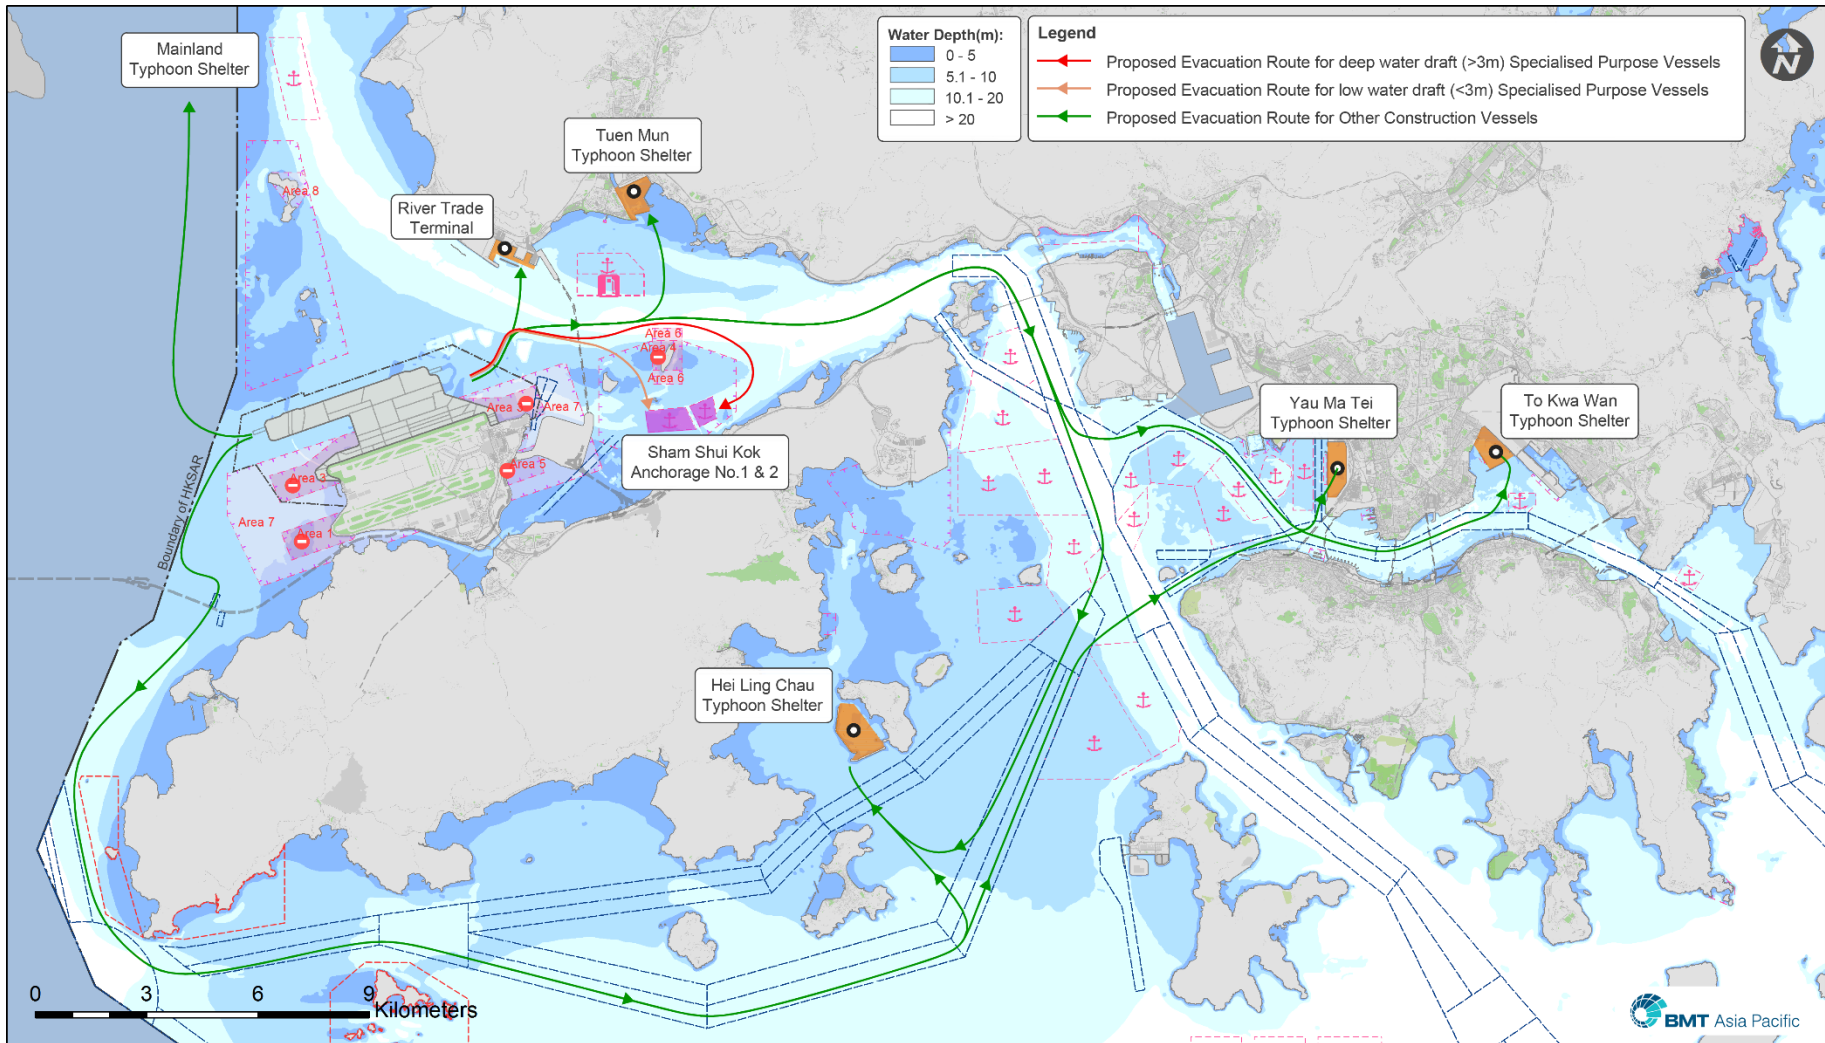 Mainland
Typhoon Shelter
Water Depth(m):
0 - 5
5.1 - 10
10.1 - 20
> 20
Legend
Proposed Evacuation Route for deep water draft (>3m) Specialised Purpose Vessels
Proposed Evacuation Route for low water draft (<3m) Specialised Purpose Vessels
Proposed Evacuation Route for Other Construction Vessels
N
Tuen Mun
Typhoon Shelter
Area 8
River Trade
Terminal
Area 6
Area 4
Area 6
Area 3
Area 7
Yau Ma Tei
Typhoon Shelter
To Kwa Wan
Typhoon Shelter
Sham Shui Kok
Anchorage No.1 & 2
Area 5
Area 3
Area 7
Area 1
Boundary of HKSAR
Hei Ling Chau
Typhoon Shelter
0 3 6 9
Kilometers
BMT Asia Pacific